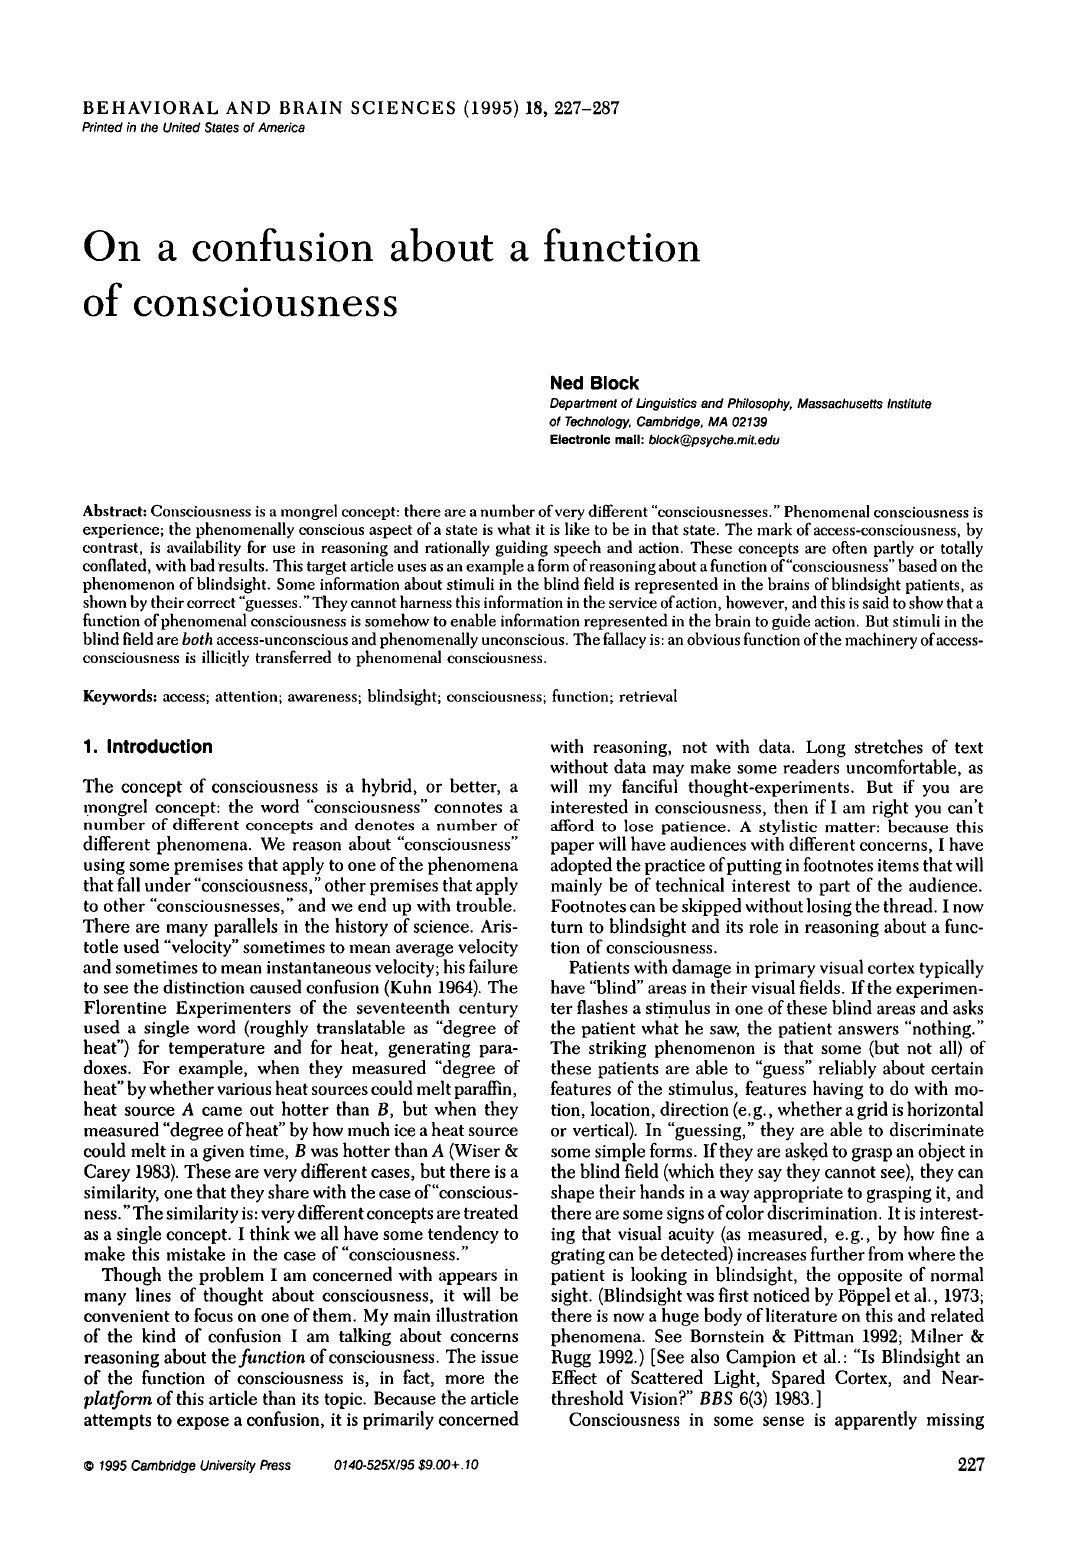 BEHAVIORAL AND BRAIN SCIENCES (1995) 18, 227–287
Printed in the United States of America
On a confusion about a function
of consciousness
Ned Block
Department of Linguistics and Philosophy, Massachusetts Institute
of Technology, Cambridge, MA 02139
Electronic mail: block@psyche.mit.edu
Abstract: Consciousness is a mongrel concept: there are a number of very different “consciousnesses.” Phenomenal consciousness is
experience; the phenomenally conscious aspect of a state is what it is like to be in that state. The mark of access-consciousness, by
contrast, is availability for use in reasoning and rationally guiding speech and action. These concepts are often partly or totally
conflated, with bad results. This target article uses as an example a form of reasoning about a function of “consciousness” based on the
phenomenon of blindsight. Some information about stimuli in the blind field is represented in the brains of blindsight patients, as
shown by their correct “guesses.” They cannot harness this information in the service of action, however, and this is said to show that a
function of phenomenal consciousness is somehow to enable information represented in the brain to guide action. But stimuli in the
blind field are both access-unconscious and phenomenally unconscious. The fallacy is: an obvious function of the machinery of access-
consciousness is illicitly transferred to phenomenal consciousness.
Keywords: access; attention; awareness; blindsight; consciousness; function; retrieval
1. Introduction
The concept of consciousness is a hybrid, or better, a
mongrel concept: the word “consciousness” connotes a
number of different concepts and denotes a number of
different phenomena. We reason about “consciousness”
using some premises that apply to one of the phenomena
that fall under “consciousness,” other premises that apply
to other “consciousnesses,” and we end up with trouble.
There are many parallels in the history of science. Aris-
totle used “velocity” sometimes to mean average velocity
and sometimes to mean instantaneous velocity; his failure
to see the distinction caused confusion (Kuhn 1964). The
Florentine Experimenters of the seventeenth century
used a single word (roughly translatable as “degree of
heat”) for temperature and for heat, generating para-
doxes. For example, when they measured “degree of
heat” by whether various heat sources could melt paraffin,
heat source A came out hotter than B, but when they
measured “degree of heat” by how much ice a heat source
could melt in a given time, B was hotter than A (Wiser &
Carey 1983). These are very different cases, but there is a
similarity, one that they share with the case of “conscious-
ness.” The similarity is: very different concepts are treated
as a single concept. I think we all have some tendency to
make this mistake in the case of “consciousness.”
Though the problem I am concerned with appears in
many lines of thought about consciousness, it will be
convenient to focus on one of them. My main illustration
of the kind of confusion I am talking about concerns
reasoning about the function of consciousness. The issue
of the function of consciousness is, in fact, more the
platform of this article than its topic. Because the article
attempts to expose a confusion, it is primarily concerned
with reasoning, not with data. Long stretches of text
without data may make some readers uncomfortable, as
will my fanciful thought-experiments. But if you are
interested in consciousness, then if I am right you can’t
afford to lose patience. A stylistic matter: because this
paper will have audiences with different concerns, I have
adopted the practice of putting in footnotes items that will
mainly be of technical interest to part of the audience.
Footnotes can be skipped without losing the thread. I now
turn to blindsight and its role in reasoning about a func-
tion of consciousness.
Patients with damage in primary visual cortex typically
have “blind” areas in their visual fields. If the experimen-
ter flashes a stimulus in one of these blind areas and asks
the patient what he saw, the patient answers “nothing.”
The striking phenomenon is that some (but not all) of
these patients are able to “guess” reliably about certain
features of the stimulus, features having to do with mo-
tion, location, direction (e.g., whether a grid is horizontal
or vertical). In “guessing,” they are able to discriminate
some simple forms. If they are asked to grasp an object in
the blind field (which they say they cannot see), they can
shape their hands in a way appropriate to grasping it, and
there are some signs of color discrimination. It is interest-
ing that visual acuity (as measured, e.g., by how fine a
grating can be detected) increases further from where the
patient is looking in blindsight, the opposite of normal
sight. (Blindsight was first noticed by Pöppel et al., 1973;
there is now a huge body of literature on this and related
phenomena. See Bornstein & Pittman 1992; Milner &
Rugg 1992.) [See also Campion et al.: “Is Blindsight an
Effect of Scattered Light, Spared Cortex, and Near-
threshold Vision?” BBS 6(3) 1983.]
Consciousness in some sense is apparently missing
© 1995 Cambridge University Press 0140-525X/95 $9.00+.10
227